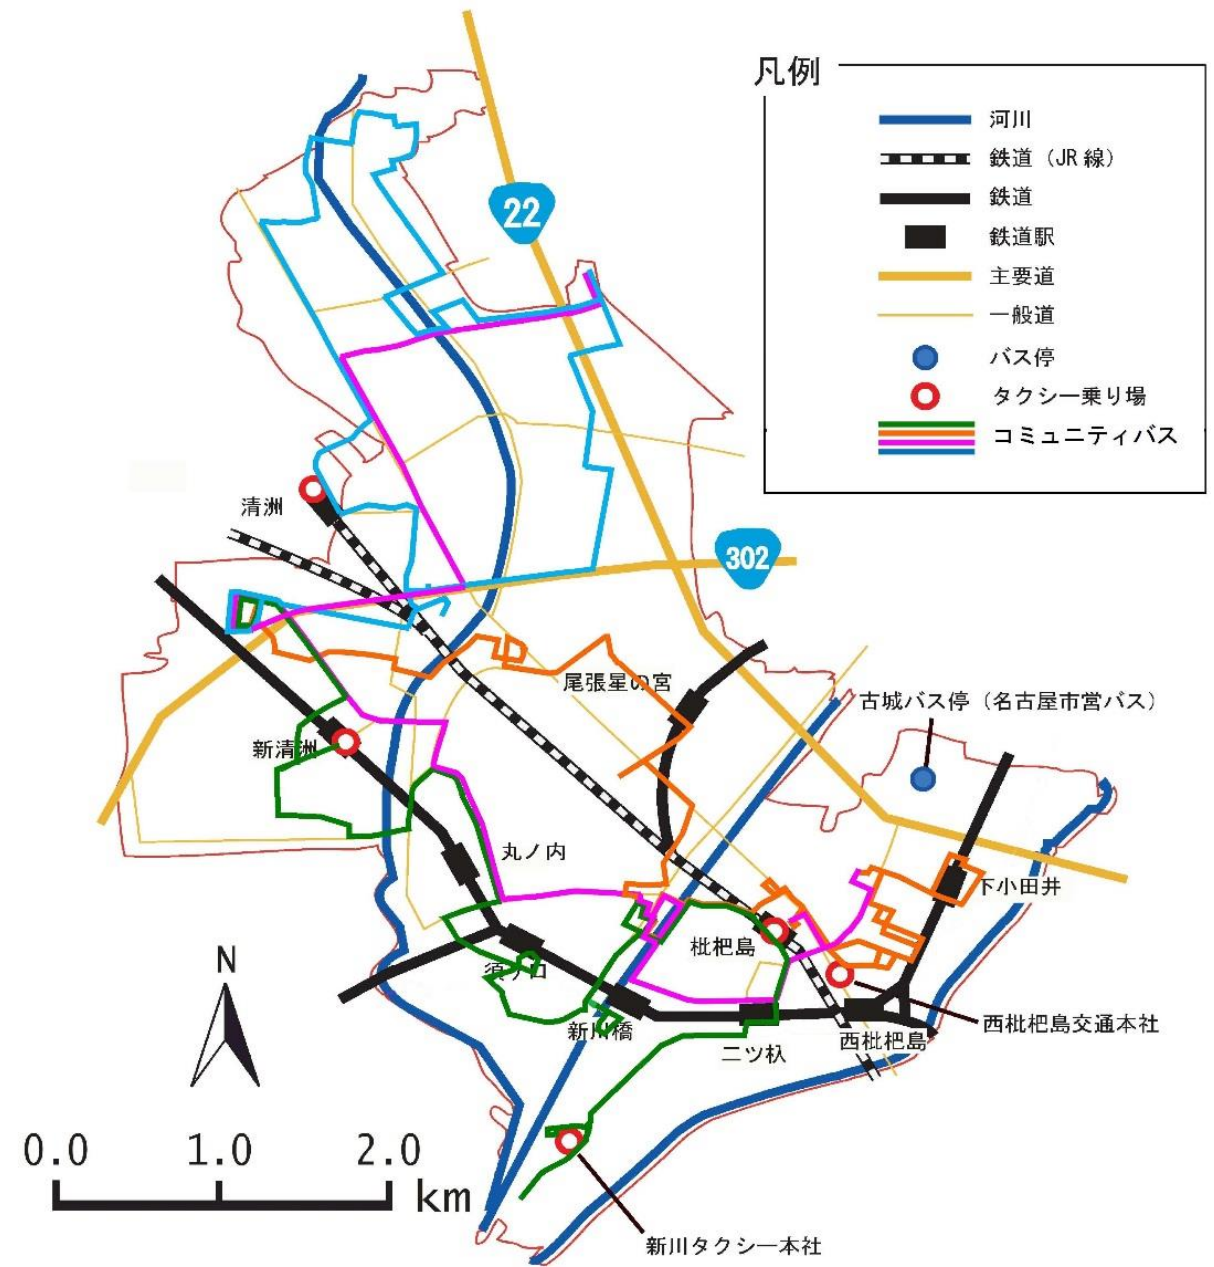 凡例
河川
鉄道（JR 線）
鉄道
鉄道駅
主要道
一般道
バス停
タクシー乗り場
コミュニティバス
22
清洲
302
尾張星の宮
古城バス停（名古屋市営バス）
新清洲
丸ノ内
下小田井
枇杷島
須ケ口
新川橋
西枇杷島交通本社
西枇杷島
二ツ杁
N
0.0 1.0 2.0
km
新川タクシー本社